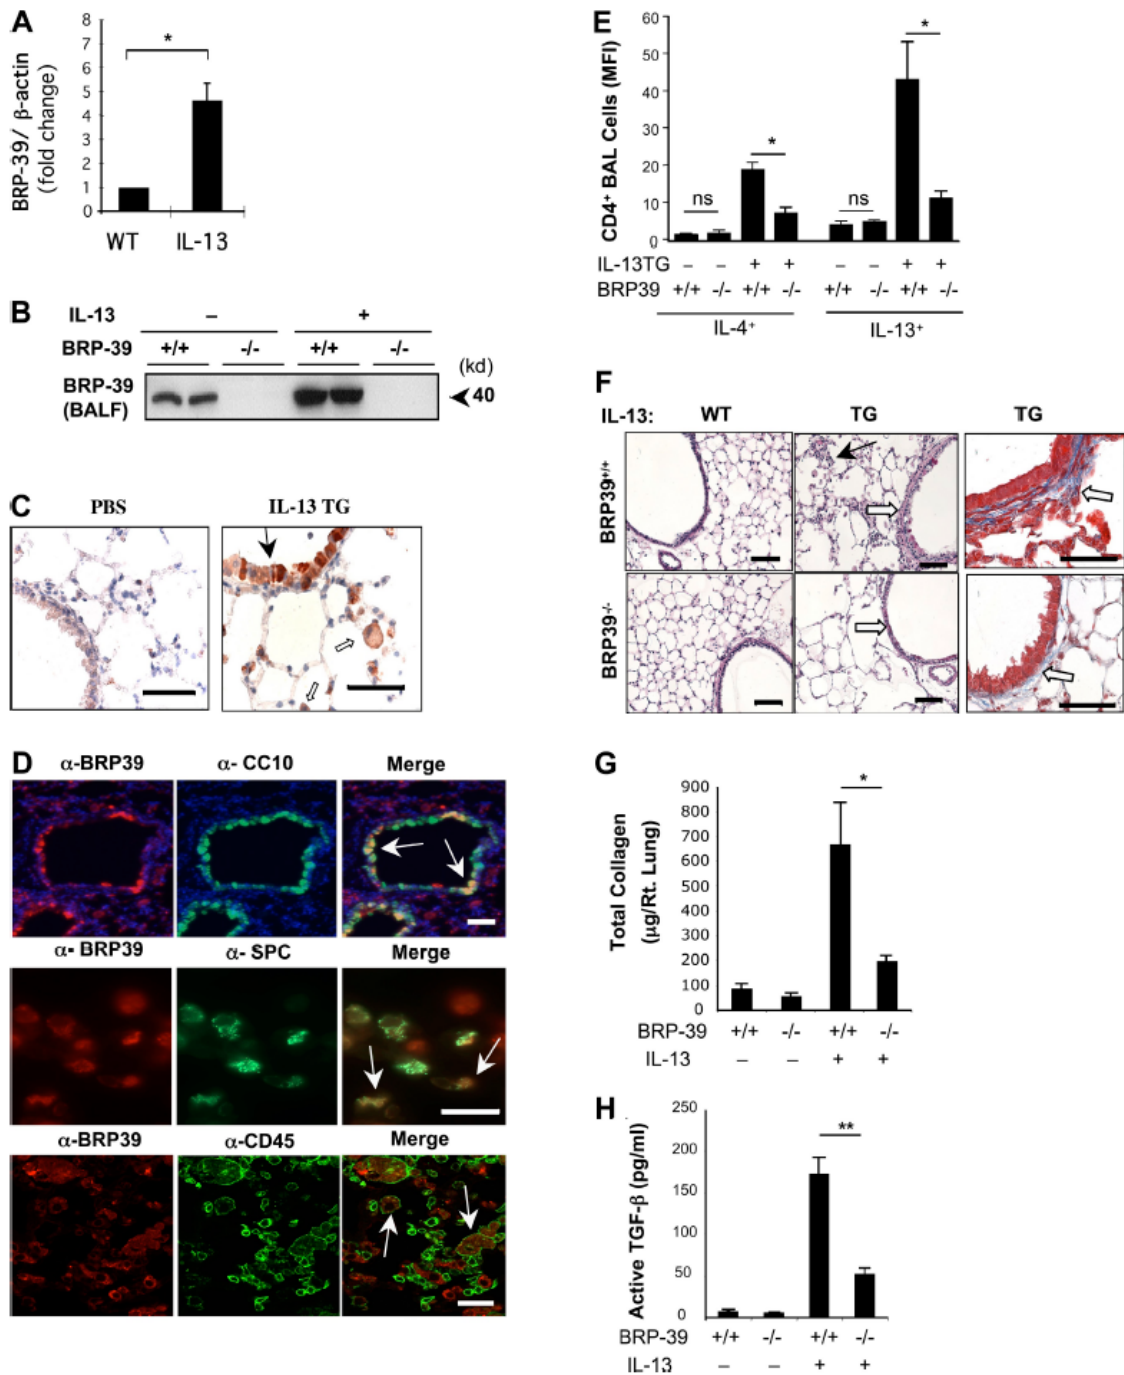 A
8
7
6
5
4
3
2
1
0
BRP-39/ β-actin
(fold change)
*
WT IL-13
B
IL-13 – +
BRP-39 +/+ -/- +/+ -/-
(kd)
BRP-39
(BALF)
40
C
PBS IL-13 TG
D
α-BRP39 α- CC10 Merge
α- BRP39 α- SPC Merge
α-BRP39 α-CD45 Merge
E
CD4+ BAL Cells (MFI)
60
50
40
30
20
10
0
ns * ns *
IL-13TG – – + + – – + +
BRP39 +/+ -/- +/+ -/- +/+ -/- +/+ -/-
IL-4+ IL-13+
F
IL-13: WT TG TG
BRP39+/+
BRP39-/-
G
Total Collagen
(µg/Rt. Lung)
900
800
700
600
500
400
300
200
100
0
*
BRP-39 +/+ -/- +/+ -/-
IL-13 – – + +
H
Active TGF-β (pg/ml)
250
200
150
100
50
0
**
BRP-39 +/+ -/- +/+ -/-
IL-13 – – + +